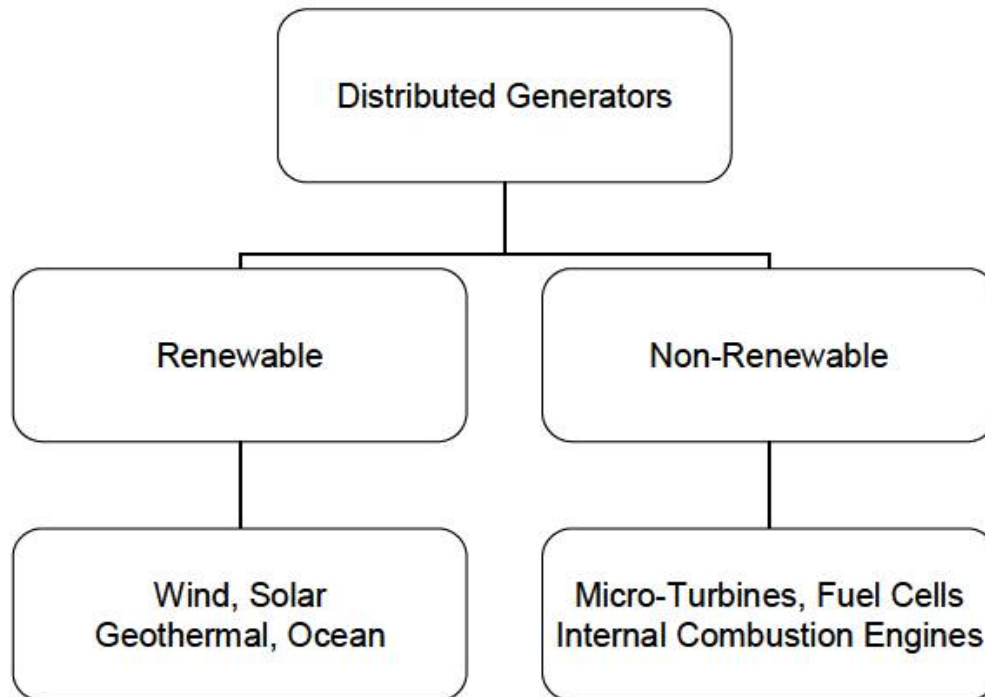 Distributed Generators
Renewable
Non-Renewable
Wind, Solar
Geothermal, Ocean
Micro-Turbines, Fuel Cells
Internal Combustion Engines